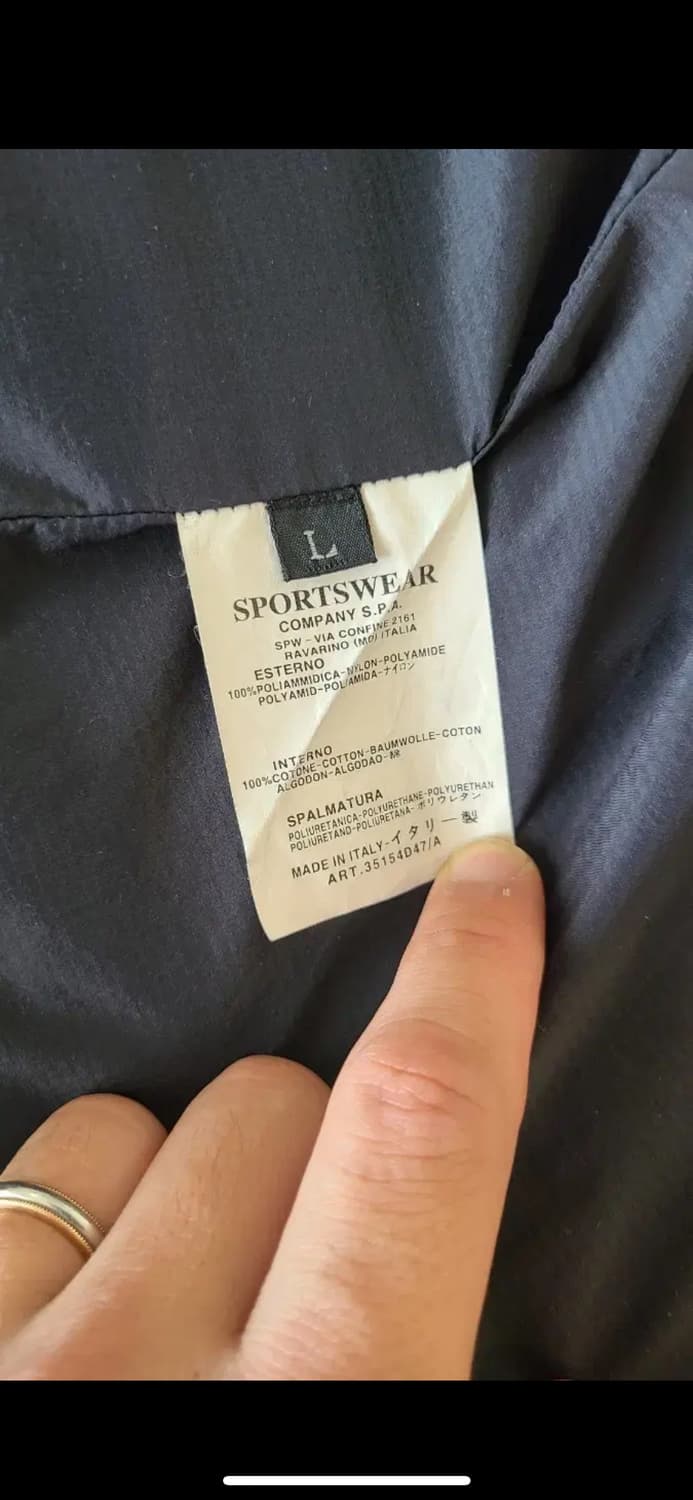 L
SPORTSWEAR
COMPANY S.P.A.
SPW - VIA CONFINE 2161
RAVARINO (MO) ITALIA
ESTERNO
100%POLIAMMIDICA-NYLON-POLYAMIDE
POLYAMID-POLIAMIDA-ナイロン
INTERNO
100%COTONE-COTTON-BAUMWOLLE-COTON
ALGODON-ALGODAO-綿
SPALMATURA
POLIURETANICA-POLYURETHANE-POLYURETHAN
POLIURETANO-POLIURETANA-ポリウレタン
MADE IN ITALY-イタリー製
ART.35154D47/A